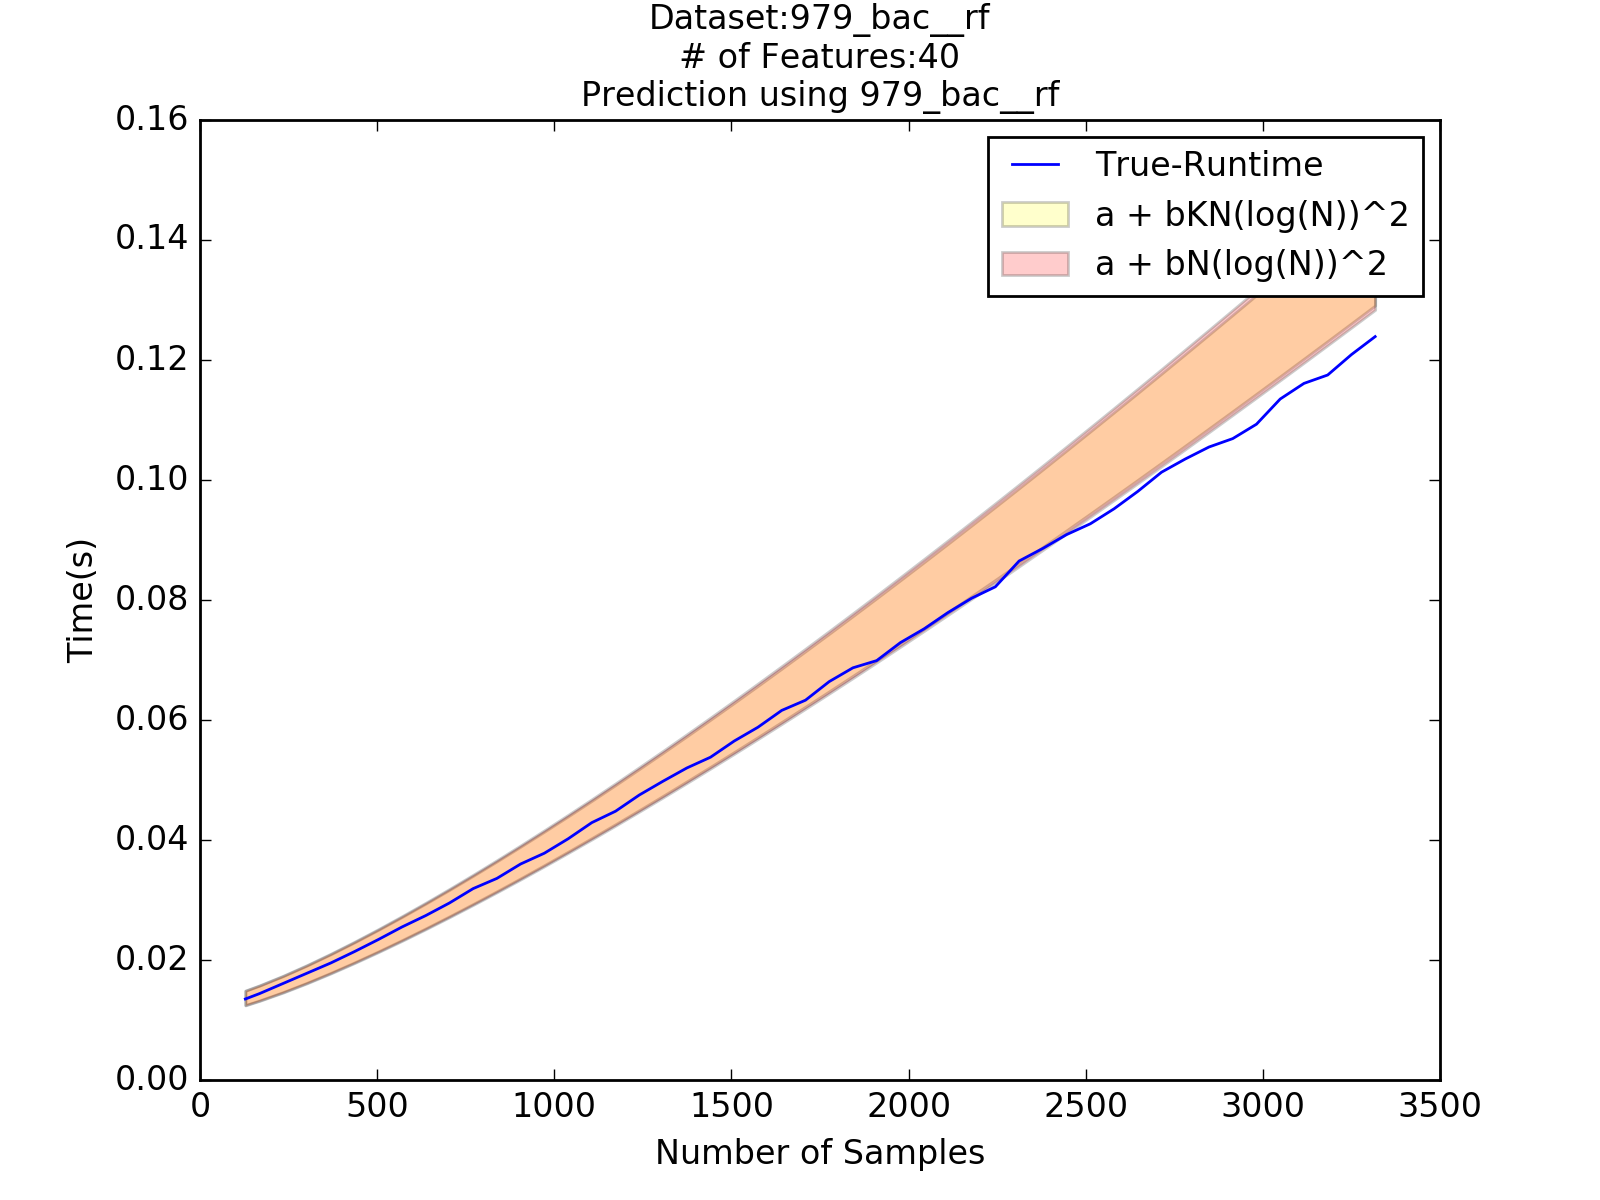 Dataset:979_bac__rf
# of Features:40
Prediction using 979_bac__rf
0.16
0.14
0.12
0.10
0.08
0.06
0.04
0.02
0.00
Time(s)
True-Runtime
a + bKN(log(N))^2
a + bN(log(N))^2
0 500 1000 1500 2000 2500 3000 3500
Number of Samples